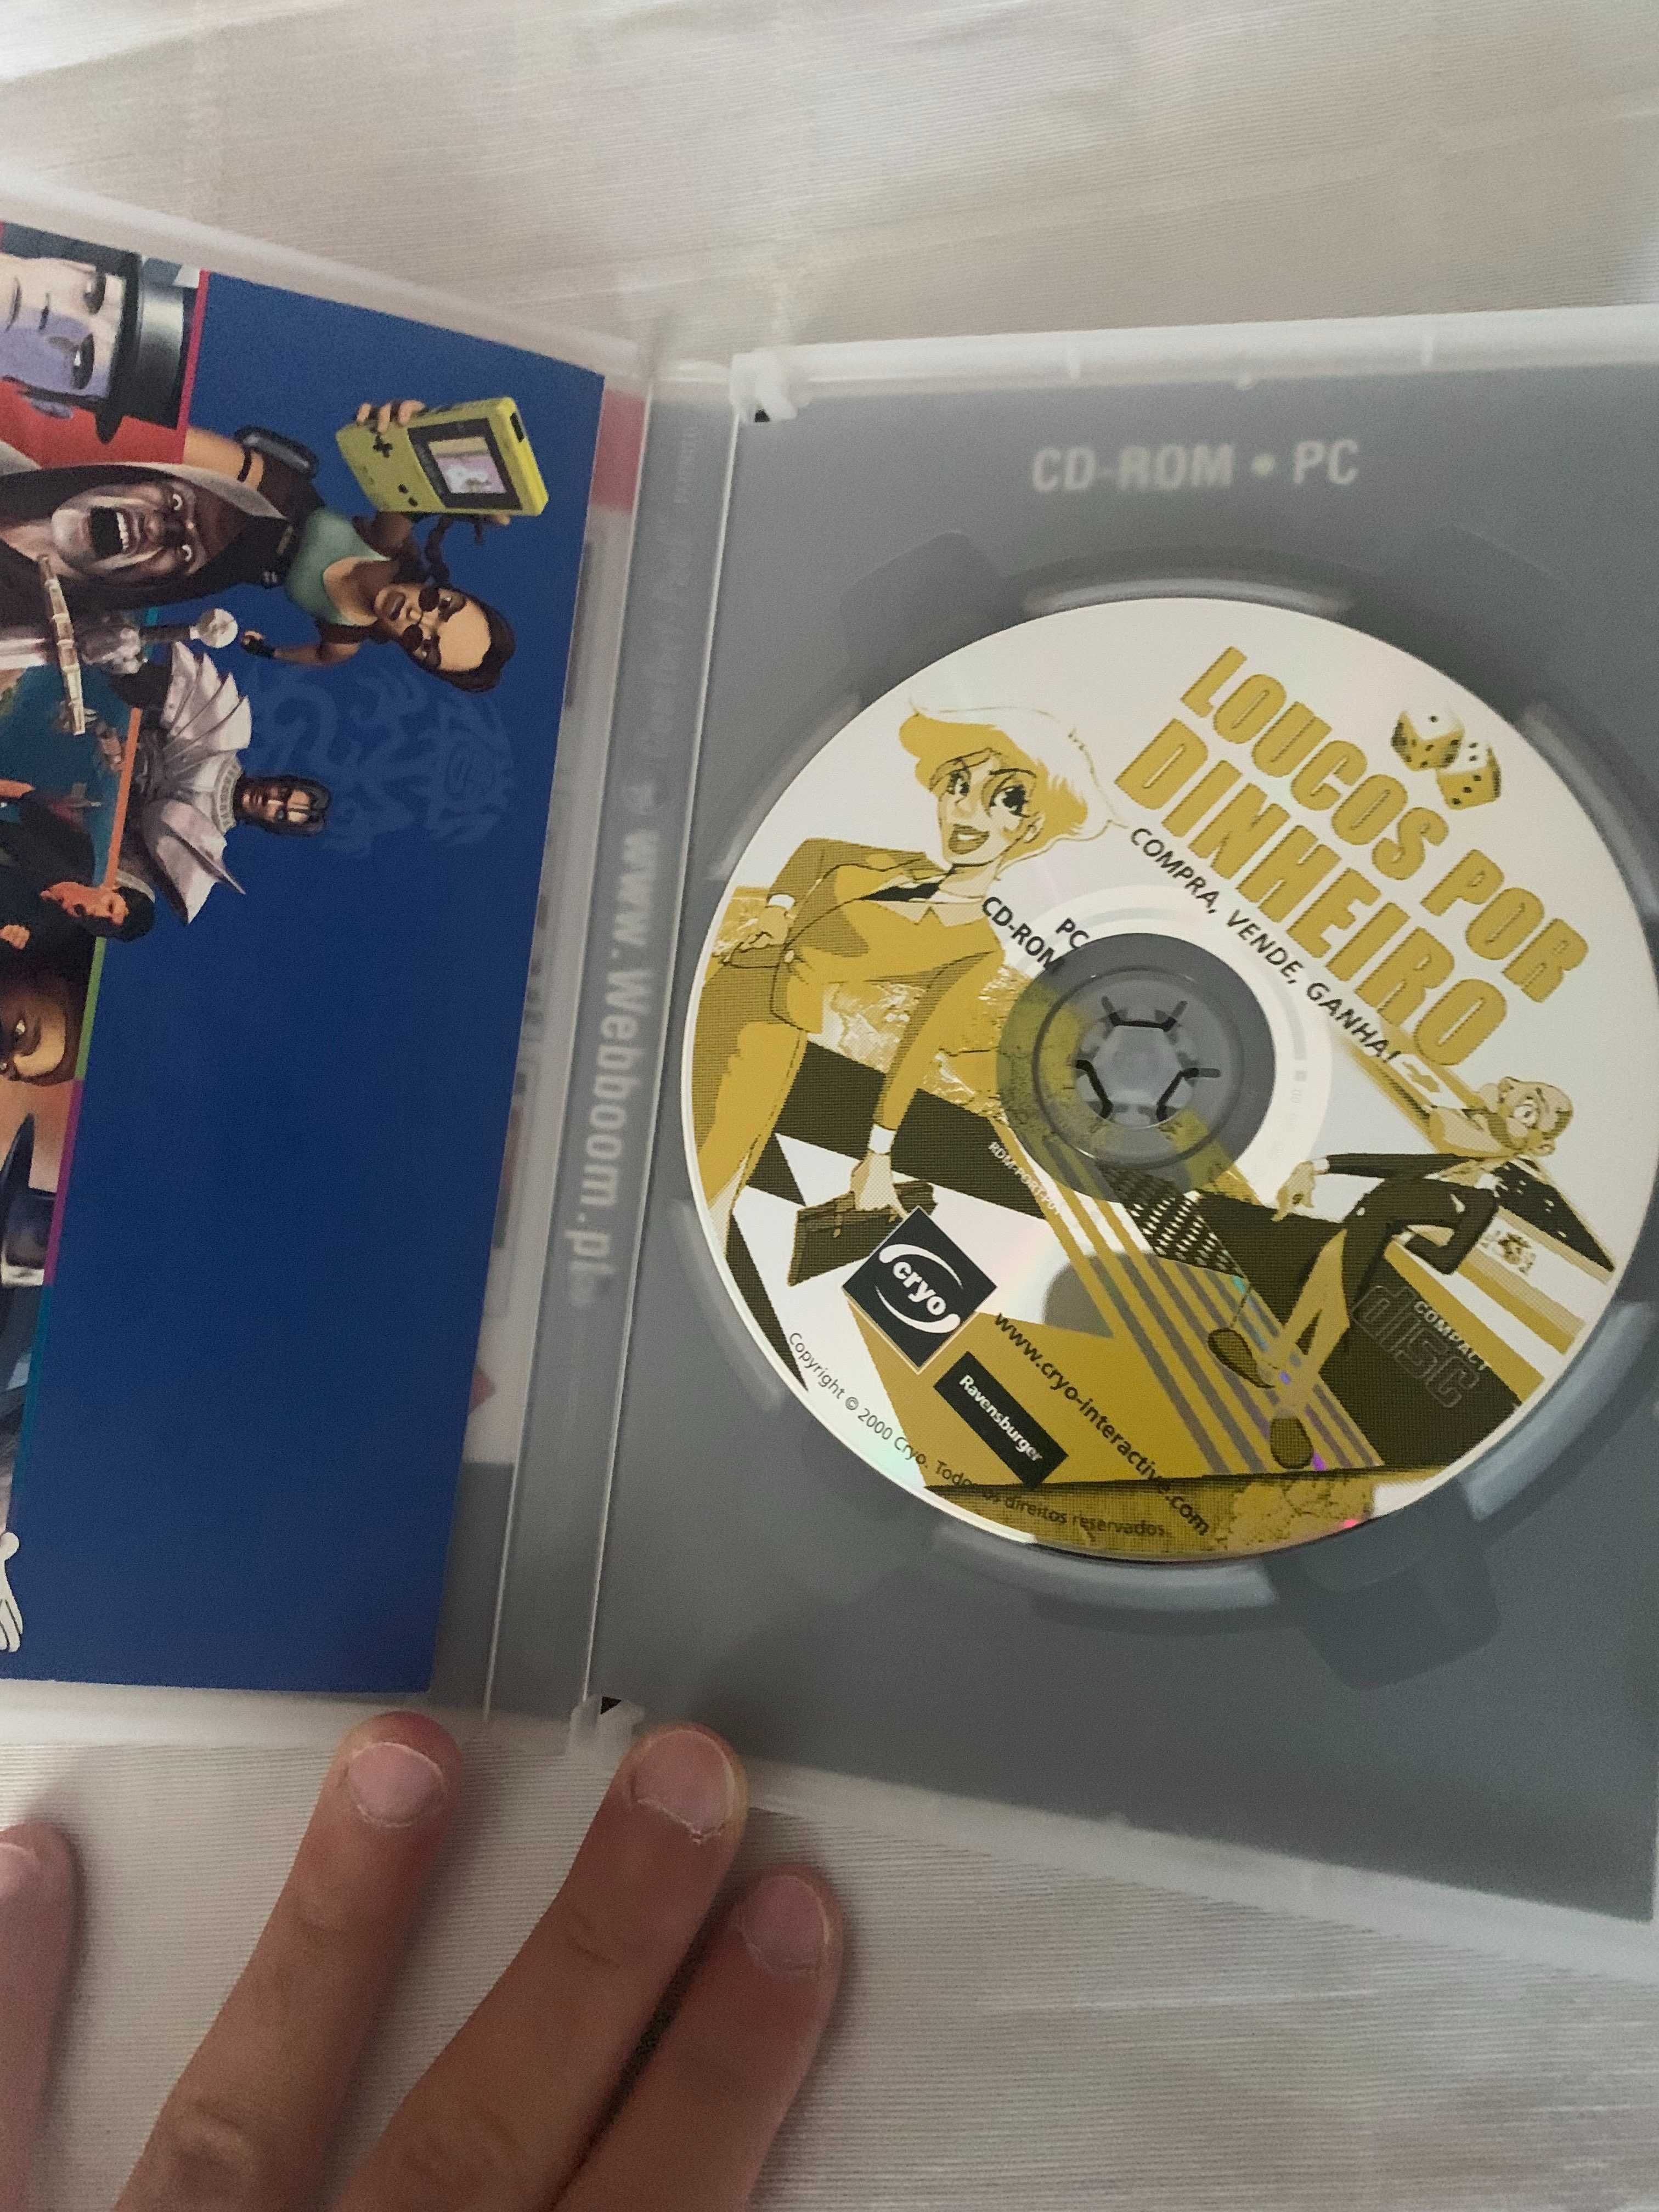 CD-ROM • PC
www.Webboom.pl
LOUCOS POR
DINHEIRO
COMPRA, VENDE, GANHA!
PC
CD-ROM
cryo
www.cryo-interactive.com
Ravensburger
COMPACT
disc
Copyright © 2000 Cryo. Todos os direitos reservados.